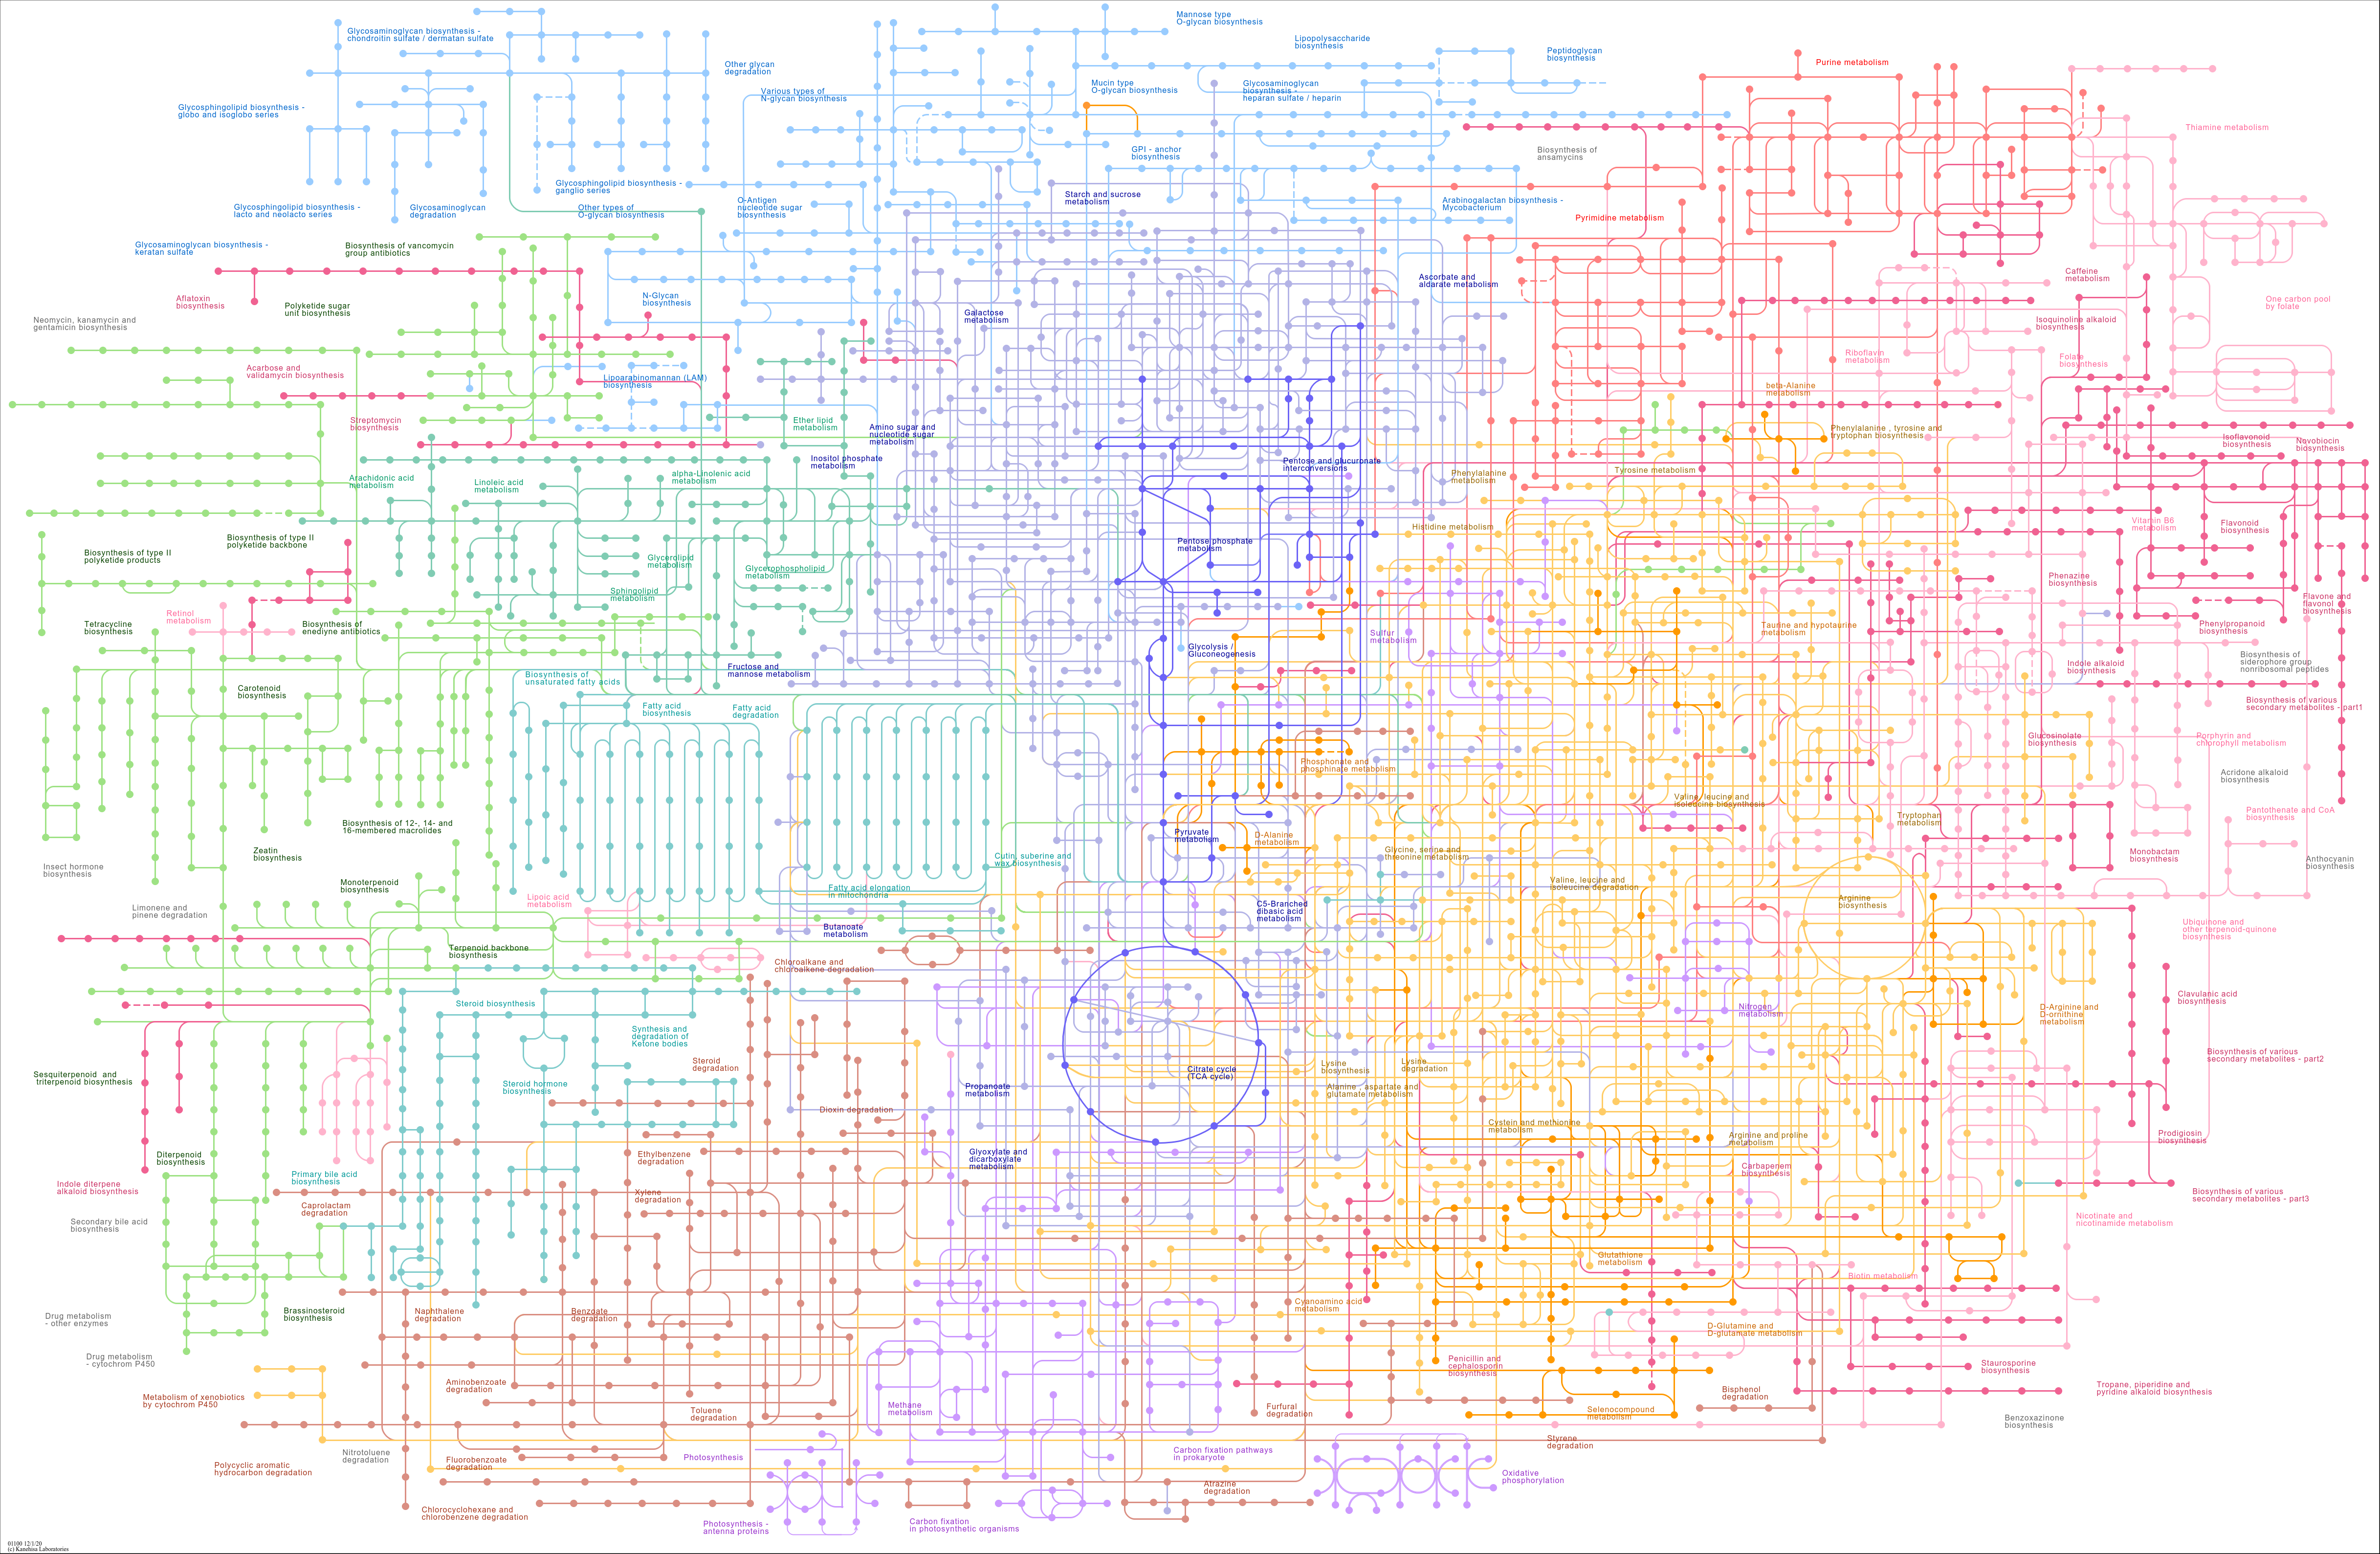 Mannose type
O-glycan biosynthesis
Glycosaminoglycan biosynthesis -
chondroitin sulfate / dermatan sulfate
Lipopolysaccharide
biosynthesis
Peptidoglycan
biosynthesis
Purine metabolism
Other glycan
degradation
Various types of
N-glycan biosynthesis
Mucin type
O-glycan biosynthesis
Glycosaminoglycan
biosynthesis -
heparan sulfate / heparin
Glycosphingolipid biosynthesis -
globo and isoglobo series
Thiamine metabolism
GPI - anchor
biosynthesis
Biosynthesis of
ansamycins
Glycosphingolipid biosynthesis -
ganglio series
Starch and sucrose
metabolism
Glycosphingolipid biosynthesis -
lacto and neolacto series
Glycosaminoglycan
degradation
Other types of
O-glycan biosynthesis
O-Antigen
nucleotide sugar
biosynthesis
Arabinogalactan biosynthesis -
Mycobacterium
Pyrimidine metabolism
Glycosaminoglycan biosynthesis -
keratan sulfate
Biosynthesis of vancomycin
group antibiotics
Ascorbate and
aldarate metabolism
Caffeine
metabolism
Aflatoxin
biosynthesis
Polyketide sugar
unit biosynthesis
N-Glycan
biosynthesis
Galactose
metabolism
One carbon pool
by folate
Neomycin, kanamycin and
gentamicin biosynthesis
Isoquinoline alkaloid
biosynthesis
Riboflavin
metabolism
Folate
biosynthesis
Acarbose and
validamycin biosynthesis
Lipoarabinomannan (LAM)
biosynthesis
beta-Alanine
metabolism
Streptomycin
biosynthesis
Ether lipid
metabolism
Amino sugar and
nucleotide sugar
metabolism
Phenylalanine , tyrosine and
tryptophan biosynthesis
Isoflavonoid
biosynthesis
Novobiocin
biosynthesis
Inositol phosphate
metabolism
Pentose and glucuronate
interconversions
Arachidonic acid
metabolism
Linoleic acid
metabolism
alpha-Linolenic acid
metabolism
Phenylalanine
metabolism
Tyrosine metabolism
Histidine metabolism
Vitamin B6
metabolism
Flavonoid
biosynthesis
Biosynthesis of type II
polyketide products
Biosynthesis of type II
polyketide backbone
Pentose phosphate
metabolism
Glycerolipid
metabolism
Glycerophospholipid
metabolism
Phenazine
biosynthesis
Sphingolipid
metabolism
Flavone and
flavonol
biosynthesis
Retinol
metabolism
Tetracycline
biosynthesis
Biosynthesis of
enediyne antibiotics
Sulfur
metabolism
Taurine and hypotaurine
metabolism
Phenylpropanoid
biosynthesis
Glycolysis /
Gluconeogenesis
Biosynthesis of
siderophore group
nonribosomal peptides
Fructose and
mannose metabolism
Indole alkaloid
biosynthesis
Biosynthesis of
unsaturated fatty acids
Carotenoid
biosynthesis
Fatty acid
biosynthesis
Fatty acid
degradation
Biosynthesis of various
secondary metabolites - part1
Glucosinolate
biosynthesis
Porphyrin and
chlorophyll metabolism
Phosphonate and
phosphinate metabolism
Acridone alkaloid
biosynthesis
Valine, leucine and
isoleucine biosynthesis
Pantothenate and CoA
biosynthesis
Biosynthesis of 12-, 14- and
16-membered macrolides
Pyruvate
metabolism
D-Alanine
metabolism
Tryptophan
metabolism
Zeatin
biosynthesis
Cutin, suberine and
wax biosynthesis
Glycine, serine and
threonine metabolism
Monobactam
biosynthesis
Anthocyanin
biosynthesis
Insect hormone
biosynthesis
Monoterpenoid
biosynthesis
Fatty acid elongation
in mitochondria
Valine, leucine and
isoleucine degradation
Lipoic acid
metabolism
Limonene and
pinene degradation
C5-Branched
dibasic acid
metabolism
Arginine
biosynthesis
Butanoate
metabolism
Ubiquinone and
other terpenoid-quinone
biosynthesis
Terpenoid backbone
biosynthesis
Chloroalkane and
chloroalkene degradation
Clavulanic acid
biosynthesis
Steroid biosynthesis
Nitrogen
metabolism
D-Arginine and
D-ornithine
metabolism
Synthesis and
degradation of
Ketone bodies
Biosynthesis of various
secondary metabolites - part2
Steroid
degradation
Lysine
biosynthesis
Lysine
degradation
Citrate cycle
(TCA cycle)
Sesquiterpenoid and
triterpenoid biosynthesis
Steroid hormone
biosynthesis
Propanoate
metabolism
Alanine , aspartate and
glutamate metabolism
Dioxin degradation
Cystein and methionine
metabolism
Arginine and proline
metabolism
Prodigiosin
biosynthesis
Diterpenoid
biosynthesis
Ethylbenzene
degradation
Glyoxylate and
dicarboxylate
metabolism
Carbapenem
biosynthesis
Primary bile acid
biosynthesis
Indole diterpene
alkaloid biosynthesis
Xylene
degradation
Biosynthesis of various
secondary metabolites - part3
Caprolactam
degradation
Secondary bile acid
biosynthesis
Nicotinate and
nicotinamide metabolism
Glutathione
metabolism
Biotin metabolism
Cyanoamino acid
metabolism
Drug metabolism
- other enzymes
Brassinosteroid
biosynthesis
Naphthalene
degradation
Benzoate
degradation
D-Glutamine and
D-glutamate metabolism
Drug metabolism
- cytochrom P450
Penicillin and
cephalosporin
biosynthesis
Staurosporine
biosynthesis
Aminobenzoate
degradation
Tropane, piperidine and
pyridine alkaloid biosynthesis
Bisphenol
degradation
Metabolism of xenobiotics
by cytochrom P450
Toluene
degradation
Methane
metabolism
Furfural
degradation
Selenocompound
metabolism
Benzoxazinone
biosynthesis
Styrene
degradation
Nitrotoluene
degradation
Fluorobenzoate
degradation
Photosynthesis
Carbon fixation pathways
in prokaryote
Polycyclic aromatic
hydrocarbon degradation
Oxidative
phosphorylation
Atrazine
degradation
Chlorocyclohexane and
chlorobenzene degradation
Photosynthesis -
antenna proteins
Carbon fixation
in photosynthetic organisms
01100 12/1/20
(c) Kanehisa Laboratories